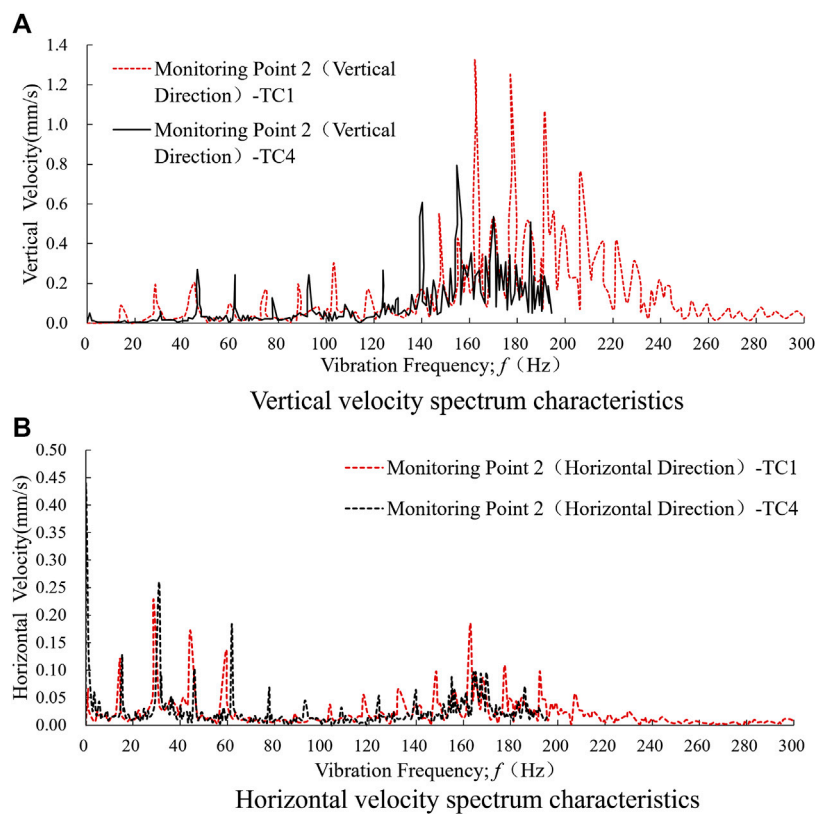 A
1.4
1.2
1.0
0.8
0.6
0.4
0.2
0.0
Vertical Velocity(mm/s)
Monitoring Point 2（Vertical
Direction）-TC1
Monitoring Point 2（Vertical
Direction）-TC4
0 20 40 60 80 100 120 140 160 180 200 220 240 260 280 300
Vibration Frequency; f（Hz）
Vertical velocity spectrum characteristics
B
0.50
0.45
0.40
0.35
0.30
0.25
0.20
0.15
0.10
0.05
0.00
Horizontal Velocity(mm/s)
Monitoring Point 2（Horizontal Direction）-TC1
Monitoring Point 2（Horizontal Direction）-TC4
0 20 40 60 80 100 120 140 160 180 200 220 240 260 280 300
Vibration Frequency; f（Hz）
Horizontal velocity spectrum characteristics